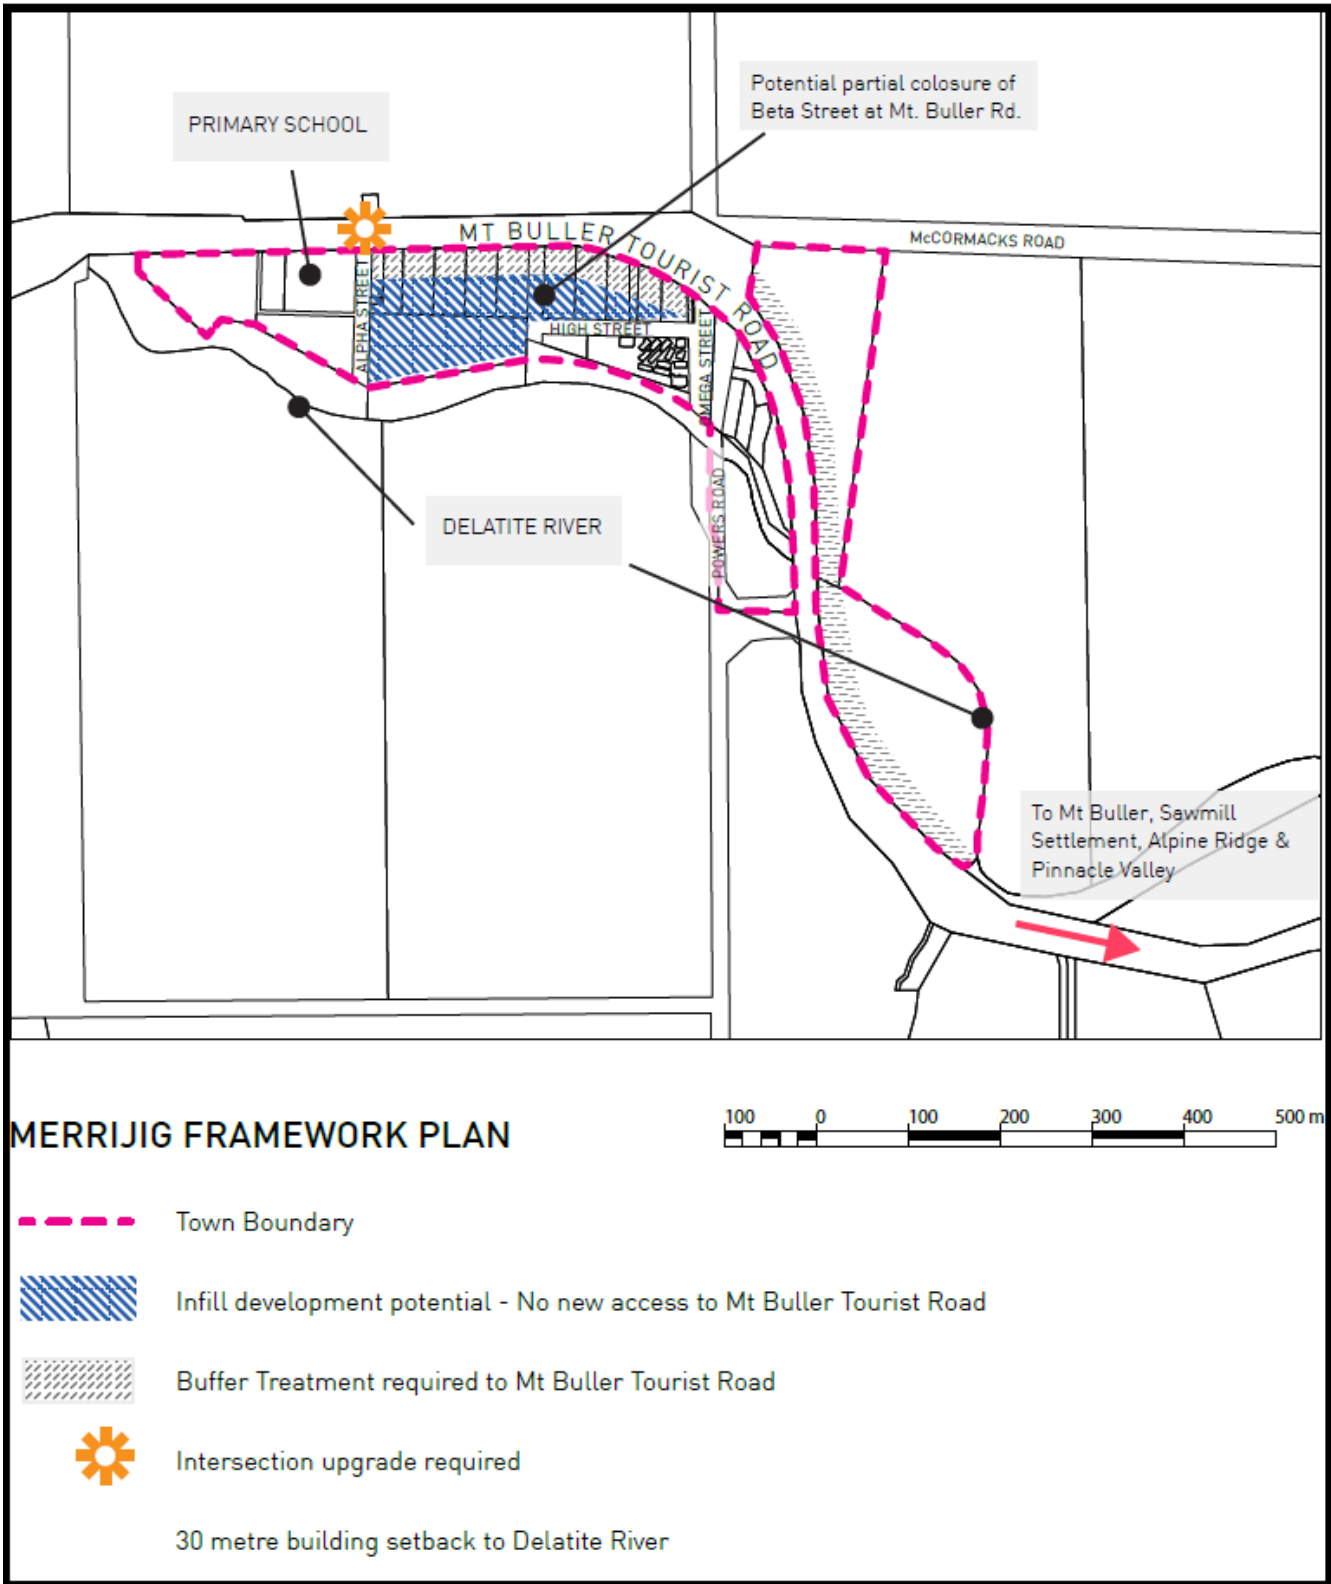 Potential partial colosure of
Beta Street at Mt. Buller Rd.
PRIMARY SCHOOL
MT BULLER TOURIST ROAD
McCORMACKS ROAD
ALPHA STREET
HIGH STREET
OMEGA STREET
POWERS ROAD
DELATITE RIVER
To Mt Buller, Sawmill
Settlement, Alpine Ridge &
Pinnacle Valley
MERRIJIG FRAMEWORK PLAN
100 0 100 200 300 400 500 m
Town Boundary
Infill development potential - No new access to Mt Buller Tourist Road
Buffer Treatment required to Mt Buller Tourist Road
Intersection upgrade required
30 metre building setback to Delatite River